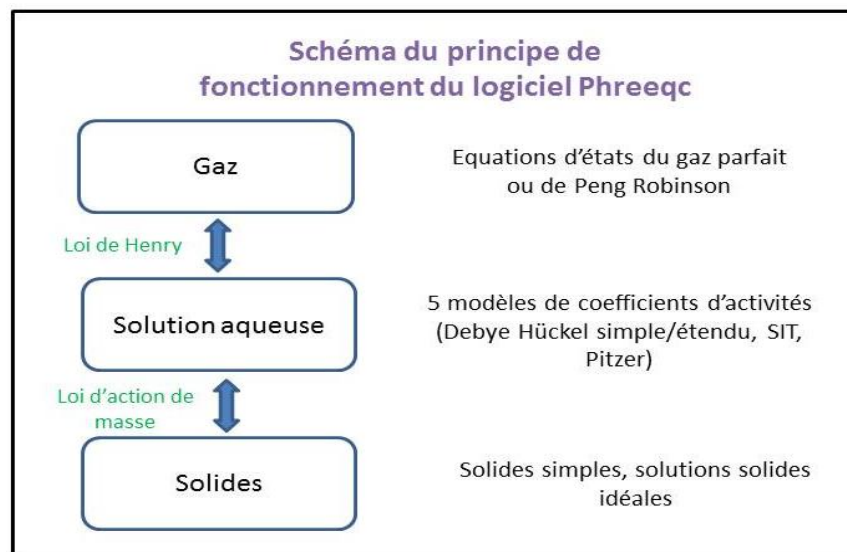 Schéma du principe de
fonctionnement du logiciel Phreeqc
Gaz
Equations d'états du gaz parfait
ou de Peng Robinson
Loi de Henry
Solution aqueuse
5 modèles de coefficients d'activités
(Debye Hückel simple/étendu, SIT,
Pitzer)
Loi d'action de
masse
Solides
Solides simples, solutions solides
idéales